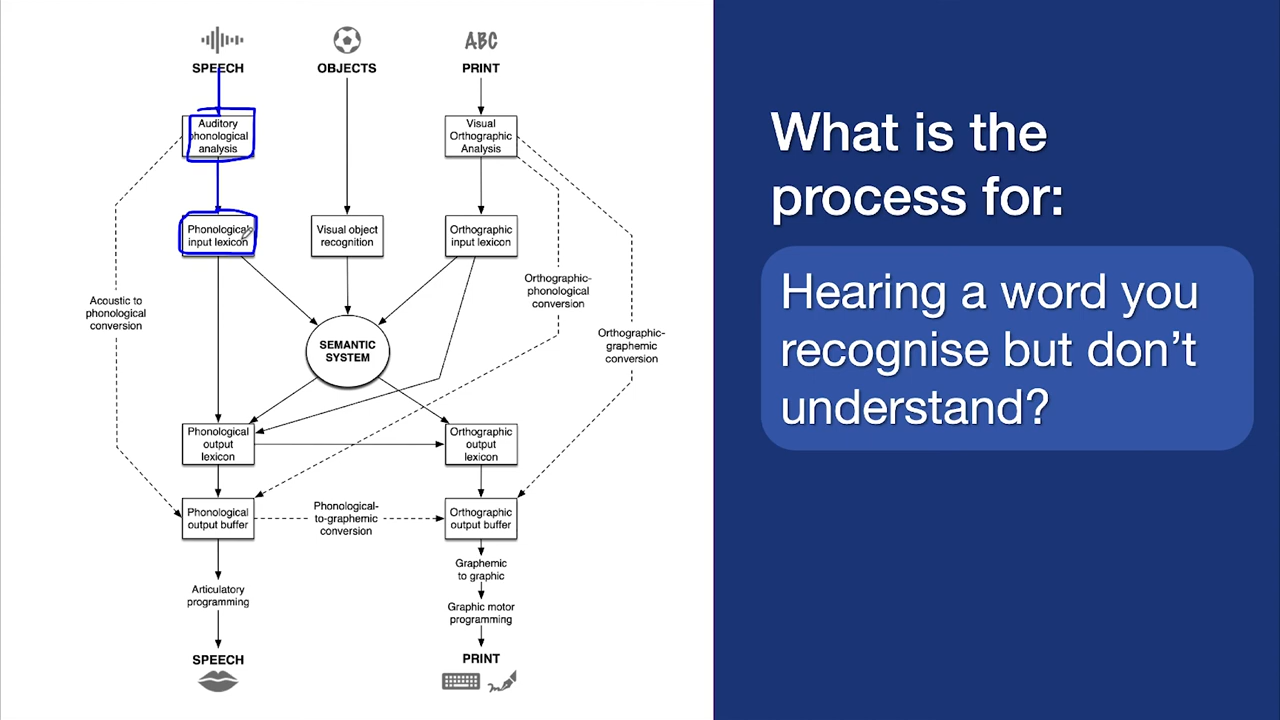 ABC
SPEECH
OBJECTS
PRINT
Auditory
phonological
analysis
Visual
Orthographic
Analysis
Phonological
input lexicon
Visual object
recognition
Orthographic
input lexicon
Acoustic to
phonological
conversion
Orthographic-
phonological
conversion
Orthographic-
graphemic
conversion
SEMANTIC
SYSTEM
Phonological
output
lexicon
Orthographic
output
lexicon
Phonological
output buffer
Phonological-
to-graphemic
conversion
Orthographic
output buffer
Articulatory
programming
Graphemic
to graphic
Graphic motor
programming
SPEECH
PRINT
What is the
process for:
Hearing a word you
recognise but don't
understand?